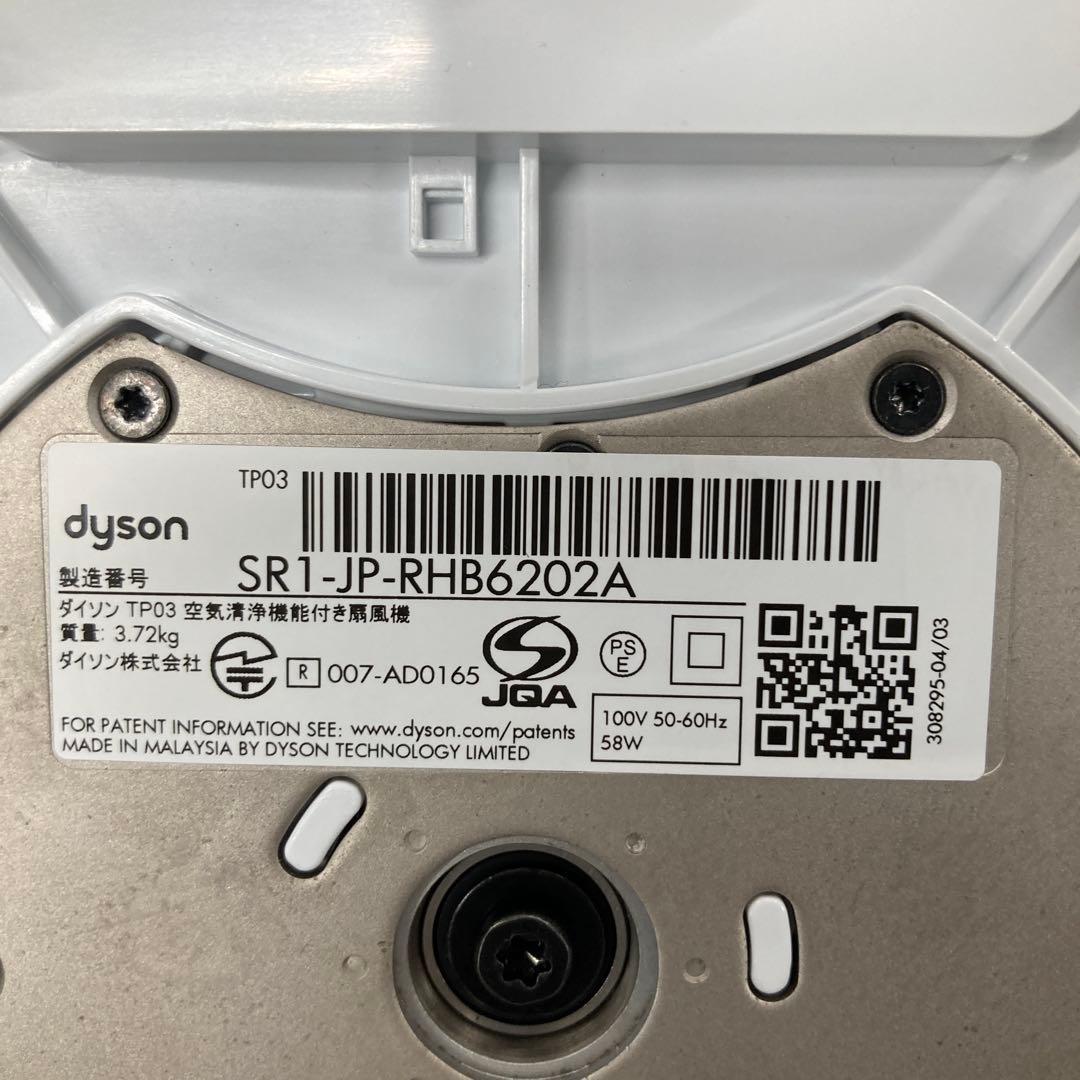 TP03
dyson
製造番号 SR1-JP-RHB6202A
ダイソン TP03 空気清浄機能付き扇風機
質量: 3.72kg
ダイソン株式会社
R 007-AD0165
JQA
PS
E
100V 50-60Hz
58W
FOR PATENT INFORMATION SEE: www.dyson.com/patents
MADE IN MALAYSIA BY DYSON TECHNOLOGY LIMITED
308295-04/03